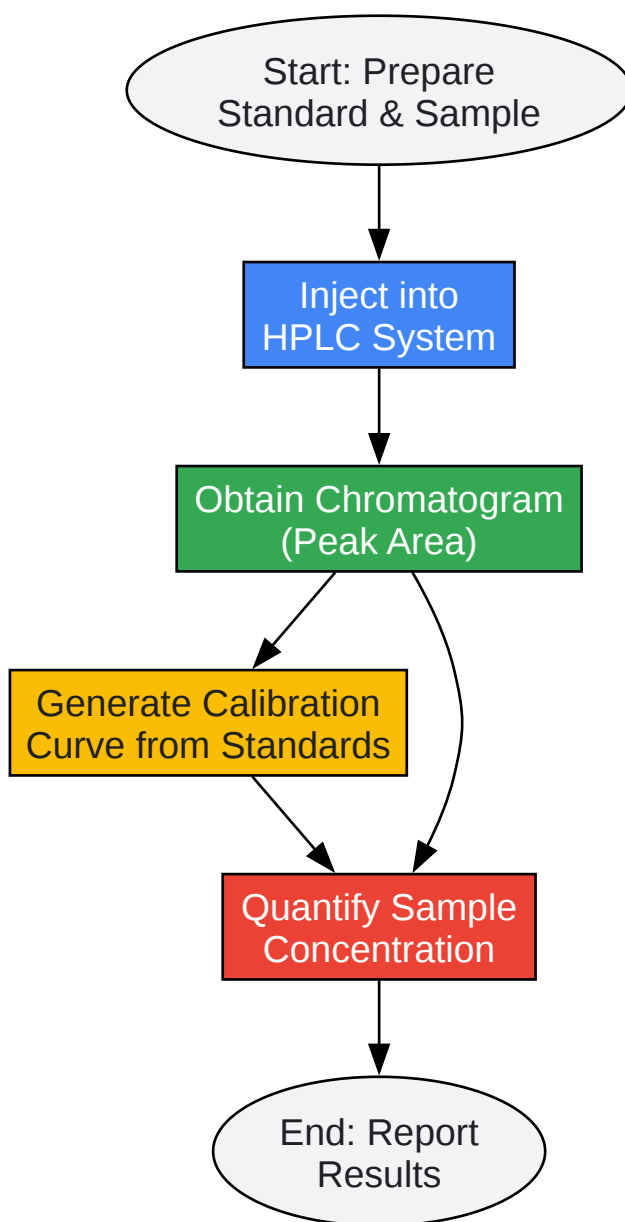 Start: Prepare
Standard & Sample
Inject into
HPLC System
Obtain Chromatogram
(Peak Area)
Generate Calibration
Curve from Standards
Quantify Sample
Concentration
End: Report
Results